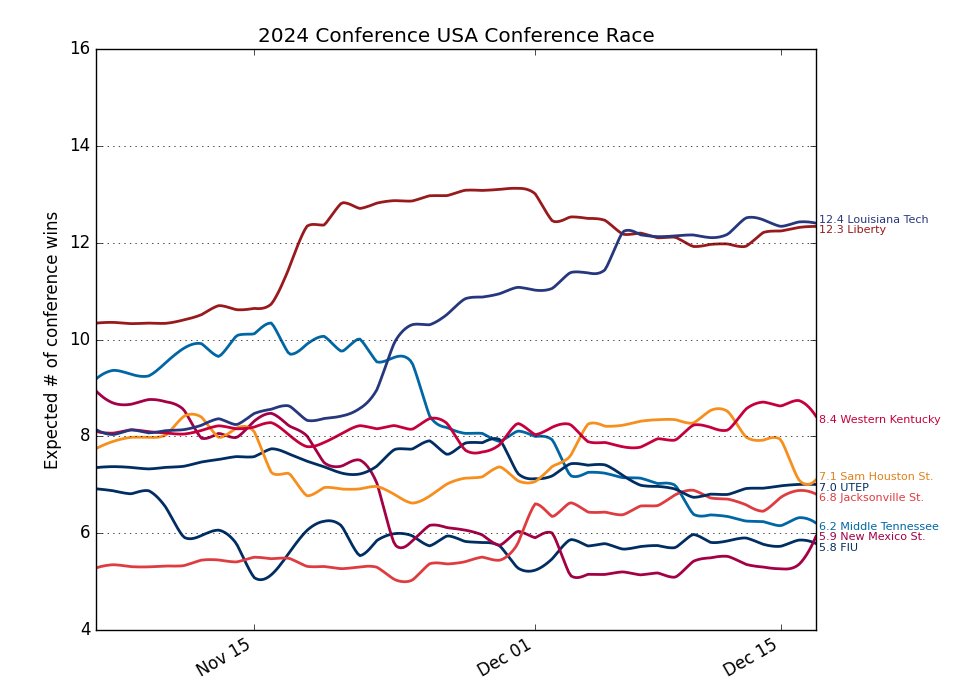 2024 Conference USA Conference Race
Expected # of conference wins
16
14
12
10
8
6
4
Nov 15
Dec 01
Dec 15
12.4 Louisiana Tech
12.3 Liberty
8.4 Western Kentucky
7.1 Sam Houston St.
7.0 UTEP
6.8 Jacksonville St.
6.2 Middle Tennessee
5.9 New Mexico St.
5.8 FIU